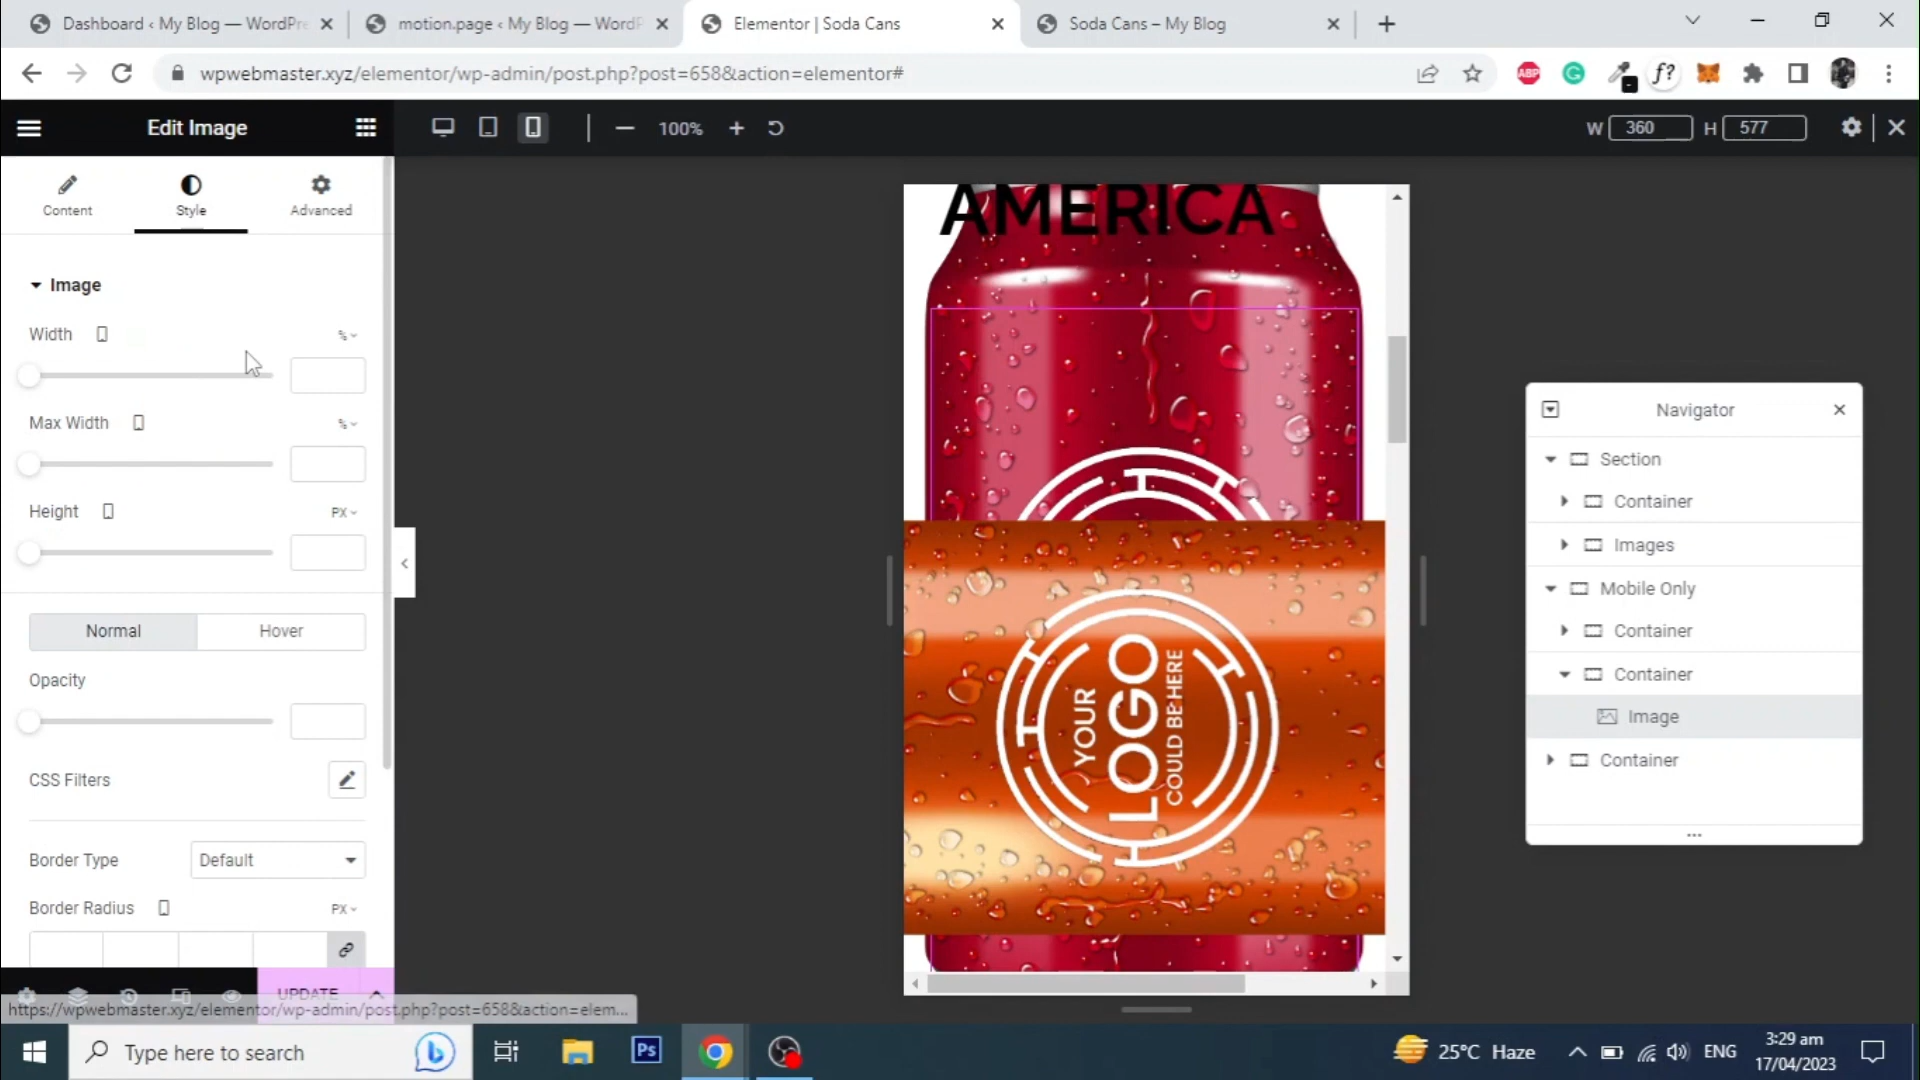 Dashboard ‹ My Blog — WordPre
motion.page ‹ My Blog — WordP
Elementor | Soda Cans
Soda Cans – My Blog
wpwebmaster.xyz/elementor/wp-admin/post.php?post=658&action=elementor#
ABP
f?
Edit Image
100%
W 360 H 577
Content
Style
Advanced
Image
Width
%
Max Width
%
Height
PX
Normal
Hover
Opacity
CSS Filters
Border Type
Default
Border Radius
PX
UPDATE
https://wpwebmaster.xyz/elementor/wp-admin/post.php?post=658&action=elem...
AMERICA
YOUR
LOGO
COULD BE HERE
Navigator
Section
Container
Images
Mobile Only
Container
Container
Image
Container
Type here to search
Ps
25°C Haze
ENG
3:29 am
17/04/2023